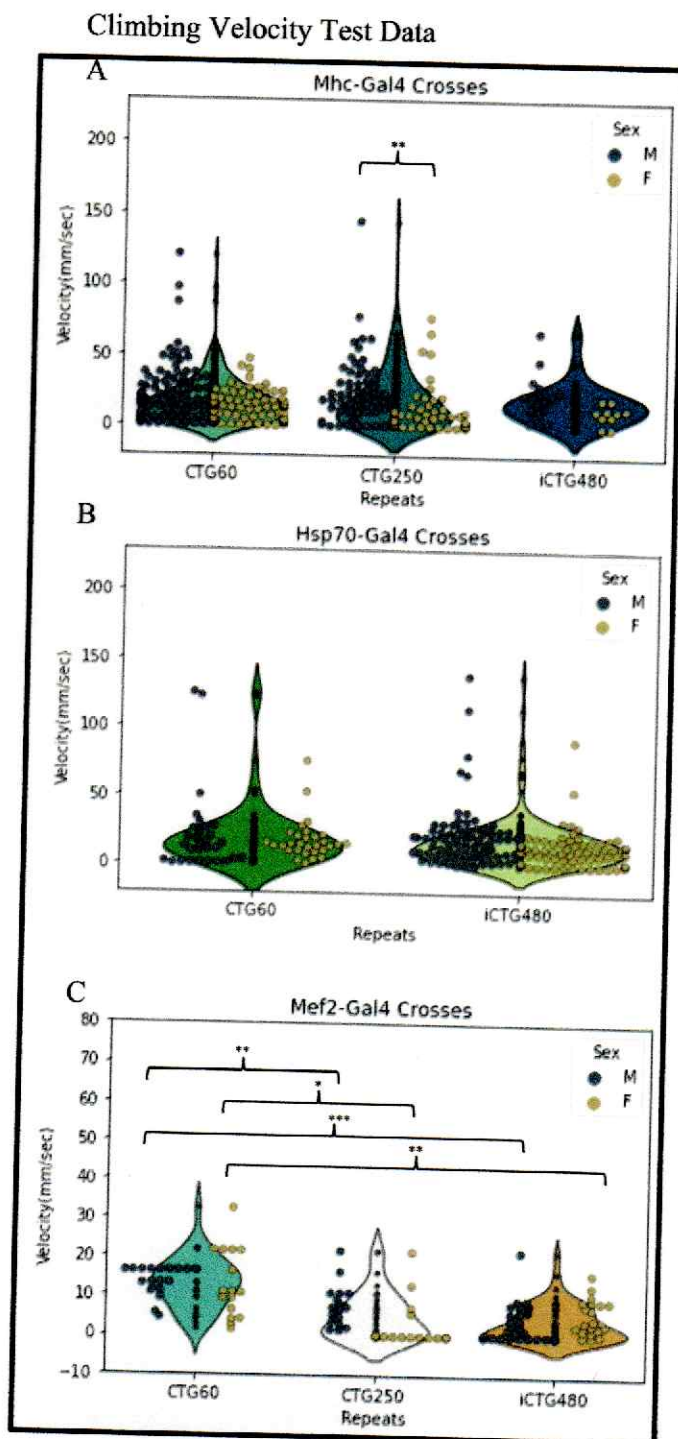 Climbing Velocity Test Data
A
Mhc-Gal4 Crosses
200
150
100
50
0
Velocity(mm/sec)
**
Sex
M
F
CTG60
CTG250
iCTG480
Repeats
B
Hsp70-Gal4 Crosses
200
150
100
50
0
Velocity(mm/sec)
Sex
M
F
CTG60
iCTG480
Repeats
C
Mef2-Gal4 Crosses
80
70
60
50
40
30
20
10
0
-10
Velocity(mm/sec)
**
*
***
**
Sex
M
F
CTG60
CTG250
iCTG480
Repeats